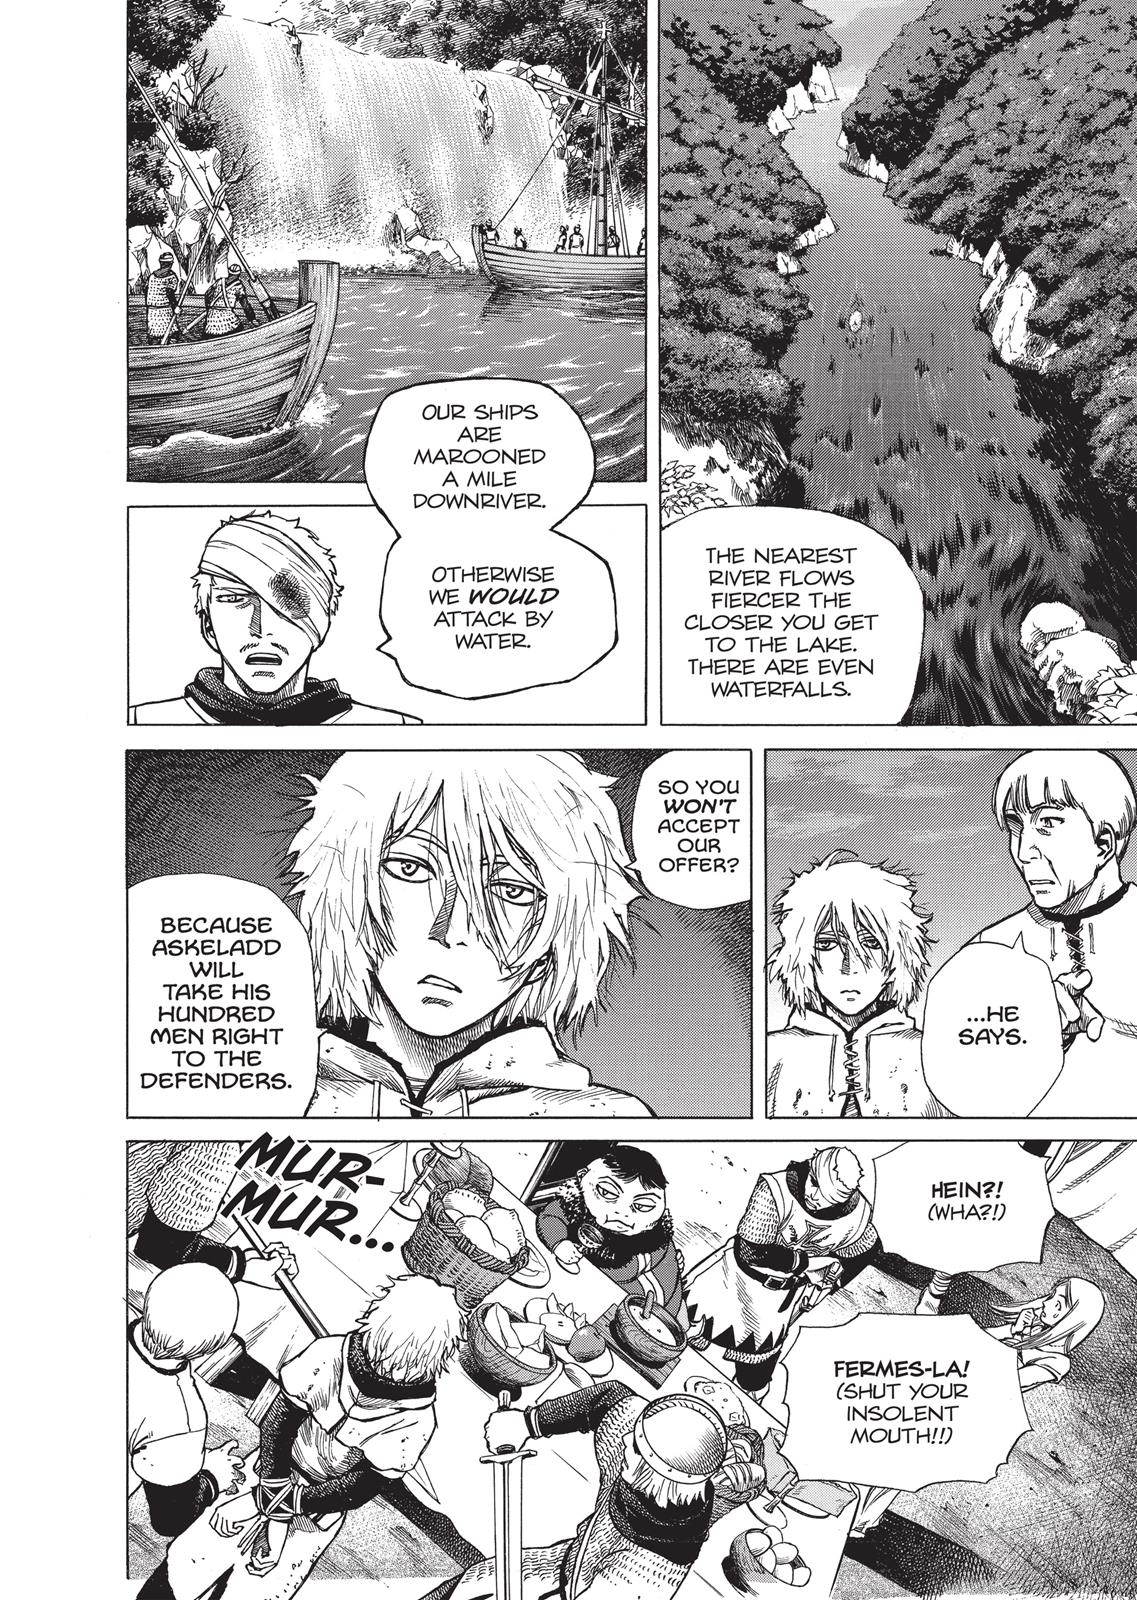 THE NEAREST
RIVER FLOWS
FIERCER THE
CLOSER YOU GET
TO THE LAKE.
THERE ARE EVEN
WATERFALLS.
OUR SHIPS
ARE
MAROONED
A MILE
DOWNRIVER.
OTHERWISE
WE WOULD
ATTACK BY
WATER.
...HE
SAYS.
SO YOU
WON'T
ACCEPT
OUR
OFFER?
BECAUSE
ASKELADD
WILL
TAKE HIS
HUNDRED
MEN RIGHT
TO THE
DEFENDERS.
HEIN?!
(WHA?!)
FERMES-LA!
(SHUT YOUR
INSOLENT
MOUTH!!)
MUR-
MUR...